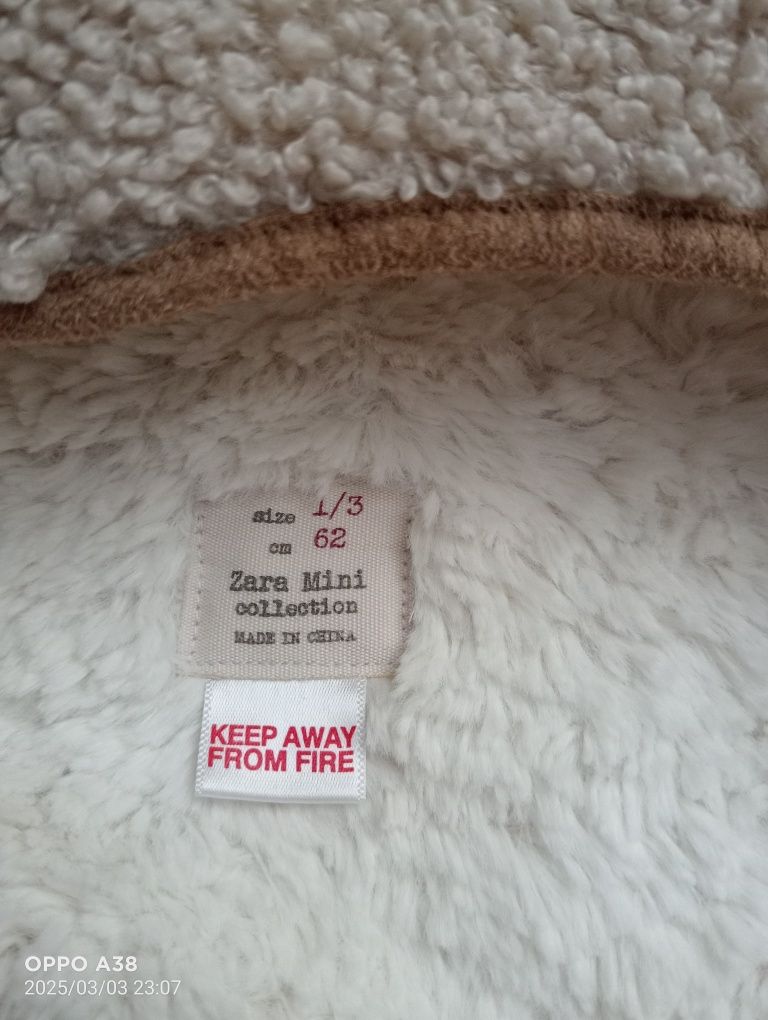 size 1/3
cm 62
Zara Mini
collection
MADE IN CHINA
KEEP AWAY
FROM FIRE
OPPO A38
2025/03/03 23:07